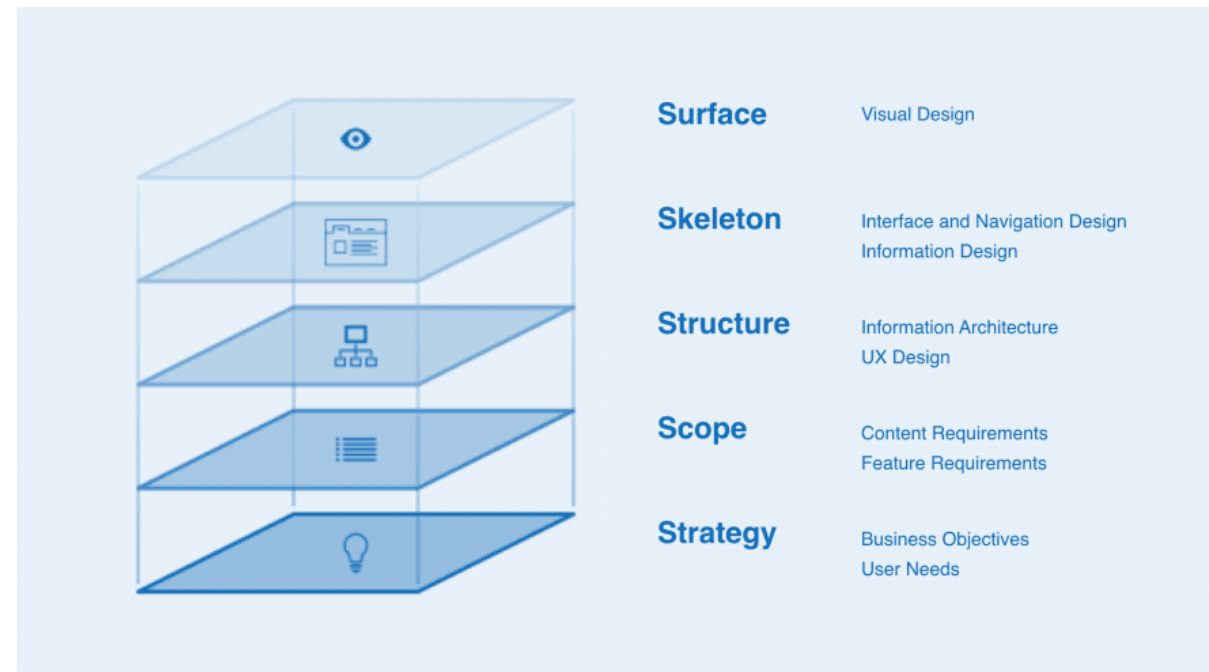 Surface
Visual Design
Skeleton
Interface and Navigation Design
Information Design
Structure
Information Architecture
UX Design
Scope
Content Requirements
Feature Requirements
Strategy
Business Objectives
User Needs